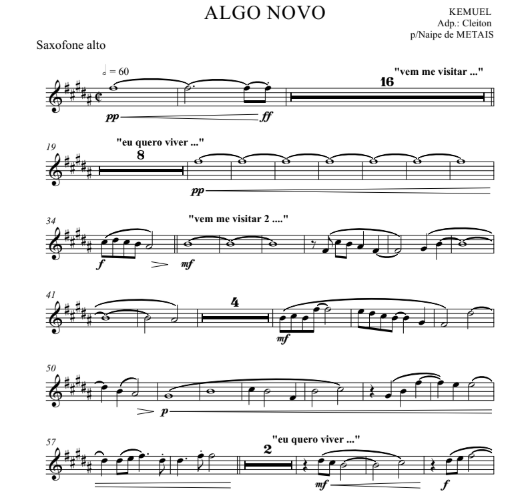 ALGO NOVO
KEMUEL
Adp.: Cleiton
p/Naipe de METAIS
Saxofone alto
= 60
"vem me visitar ..."
16
pp
ff
19
"eu quero viver ..."
8
pp
34
"vem me visitar 2 ...."
f
mf
41
4
mf
50
p
57
"eu quero viver ..."
2
mf
f